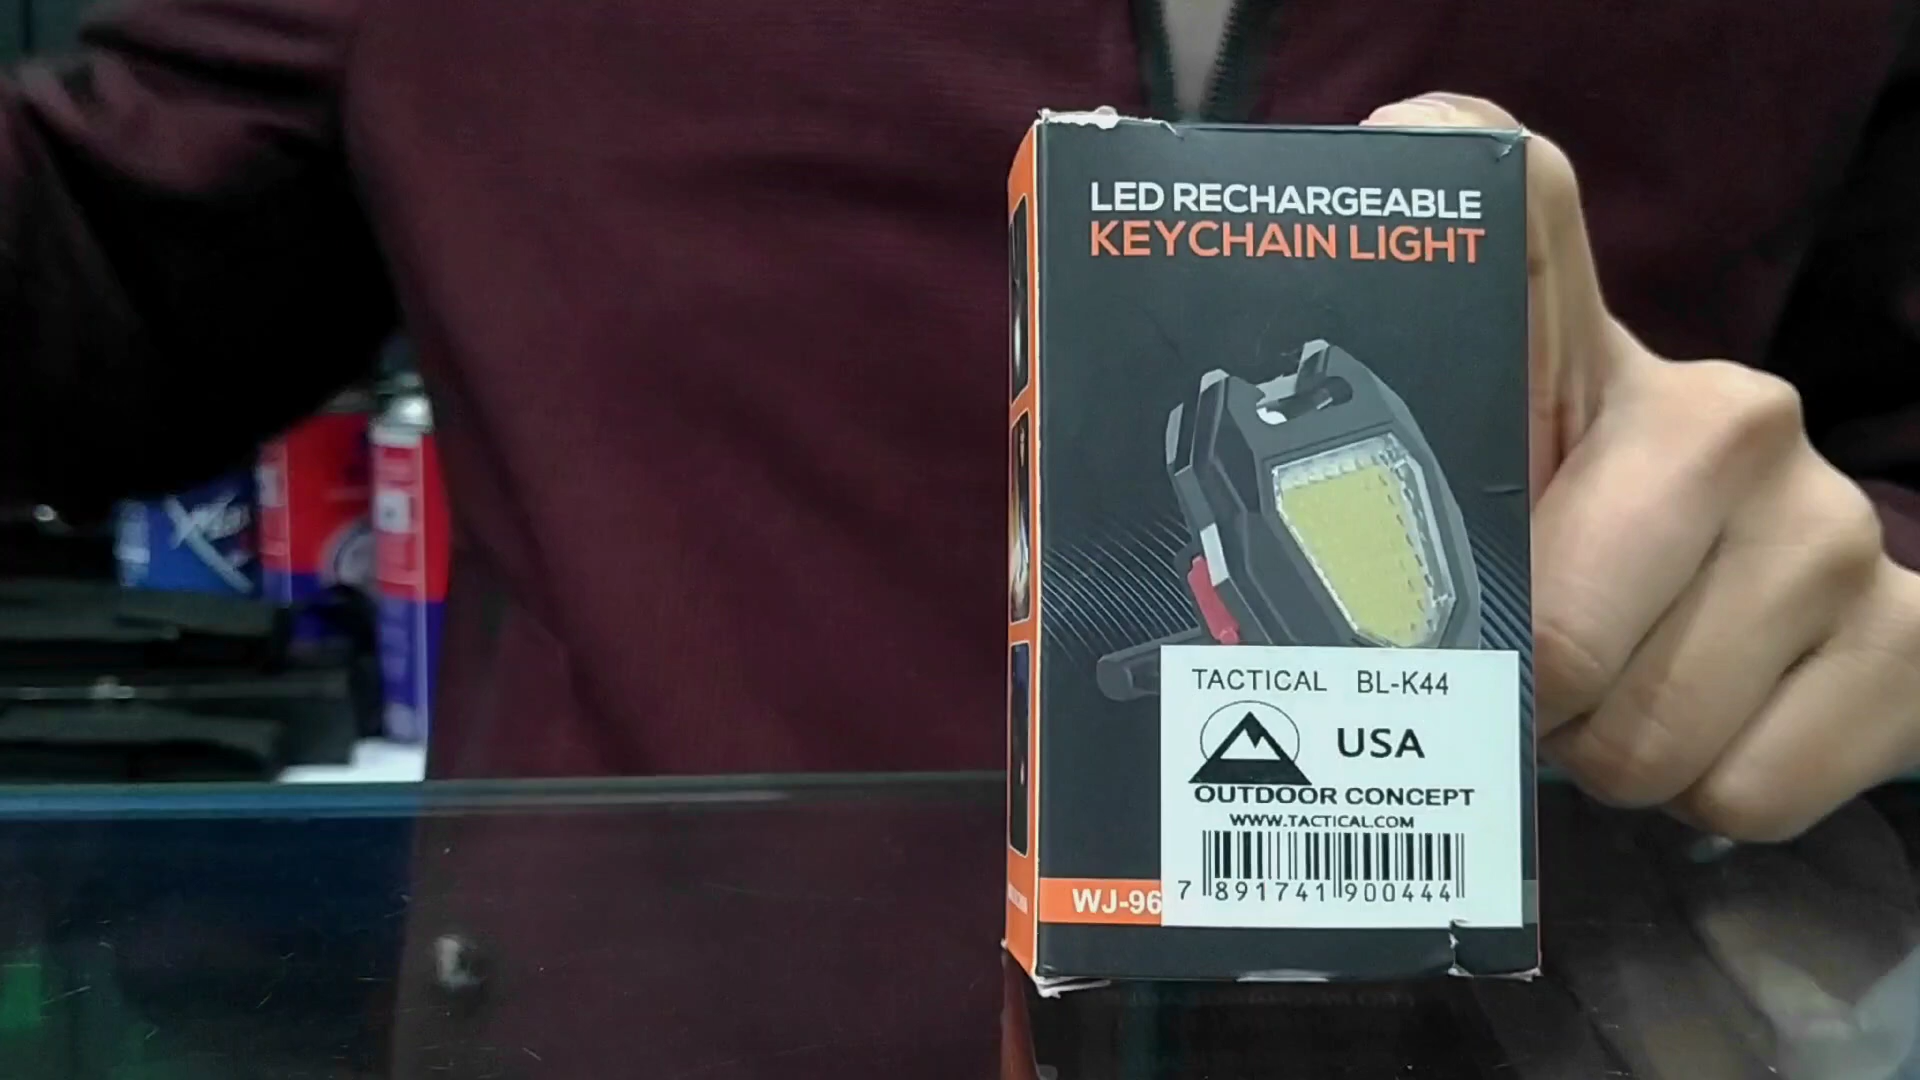 LED RECHARGEABLE
KEYCHAIN LIGHT
TACTICAL BL-K44
USA
OUTDOOR CONCEPT
WWW.TACTICAL.COM
7 891741 900444
WJ-96